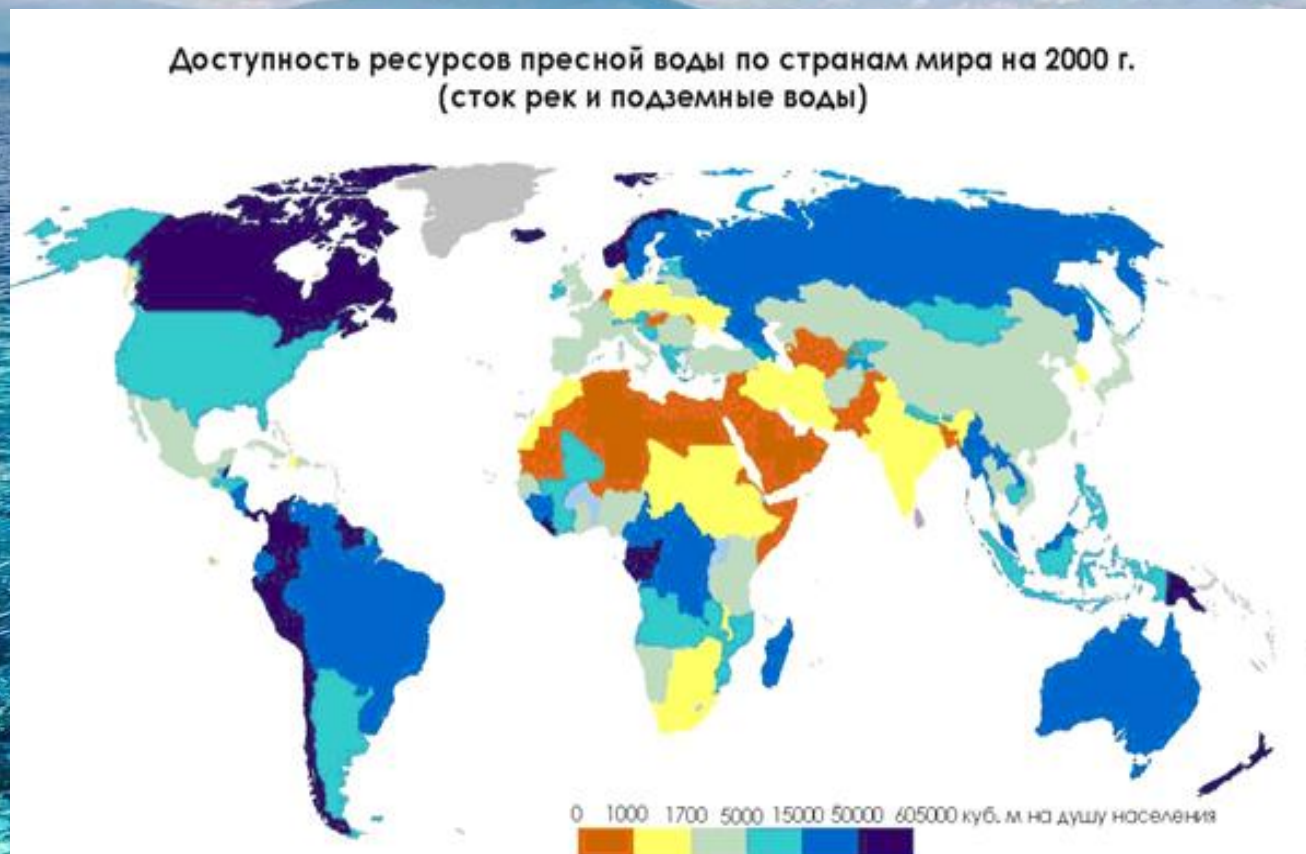 Доступность ресурсов пресной воды по странам мира на 2000 г.
(сток рек и подземные воды)
0 1000 1700 5000 15000 50000 605000 куб. м на душу населения